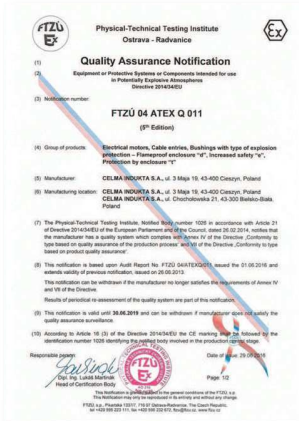 FTZÚ
Ex
Physical-Technical Testing Institute
Ostrava - Radvanice
Ex
(1) Quality Assurance Notification
(2) Equipment or Protective Systems or Components Intended for use
in Potentially Explosive Atmospheres
Directive 2014/34/EU
(3) Notification number:
FTZÚ 04 ATEX Q 011
(5th Edition)
(4) Group of products: Electrical motors, Cable entries, Bushings with type of explosion
protection – Flameproof enclosure "d", Increased safety "e",
Protection by enclosure "t"
(5) Manufacturer: CELMA INDUKTA S.A., ul. 3 Maja 19, 43-400 Cieszyn, Poland
(6) Manufacturing location: CELMA INDUKTA S.A., ul. 3 Maja 19, 43-400 Cieszyn, Poland
CELMA INDUKTA S.A., ul. Chochołowska 21, 43-300 Bielsko-Biała,
Poland
(7) The Physical-Technical Testing Institute, Notified Body number 1026 in accordance with Article 21
of Directive 2014/34/EU of the European Parliament and of the Council, dated 26.02.2014, notifies that
the manufacturer has a quality system which complies with Annex IV of the Directive „Conformity to
type based on quality assurance of the production process" and VII of the Directive „Conformity to type
based on product quality assurance".
(8) This notification is based upon Audit Report No. FTZÚ issued the 01.06.2016 and
extends validity of previous notification, issued on 26.06.2013.
This notification can be withdrawn if the manufacturer no longer satisfies the requirements of Annex IV
and VII of the Directive.
Results of periodical re-assessment of the quality system are part of this notification.
(9) This notification is valid until 20.06.2019 and can be withdrawn if manufacturer does not satisfy the
quality assurance surveillance.
(10) According to Article 16 (3) of the Directive 2014/34/EU the CE marking shall be followed by the
identification number 1026 identifying the notified body involved in the production control stage.
Responsible person:
Date of issue:
Dipl. Ing. Lukáš Martinák
Head of Certification Body
FTZÚ
Page: 1/2
This Notification is granted subject to the general conditions of the FTZÚ, s.p.
This Notification may only be reproduced in its entirety and without any change.